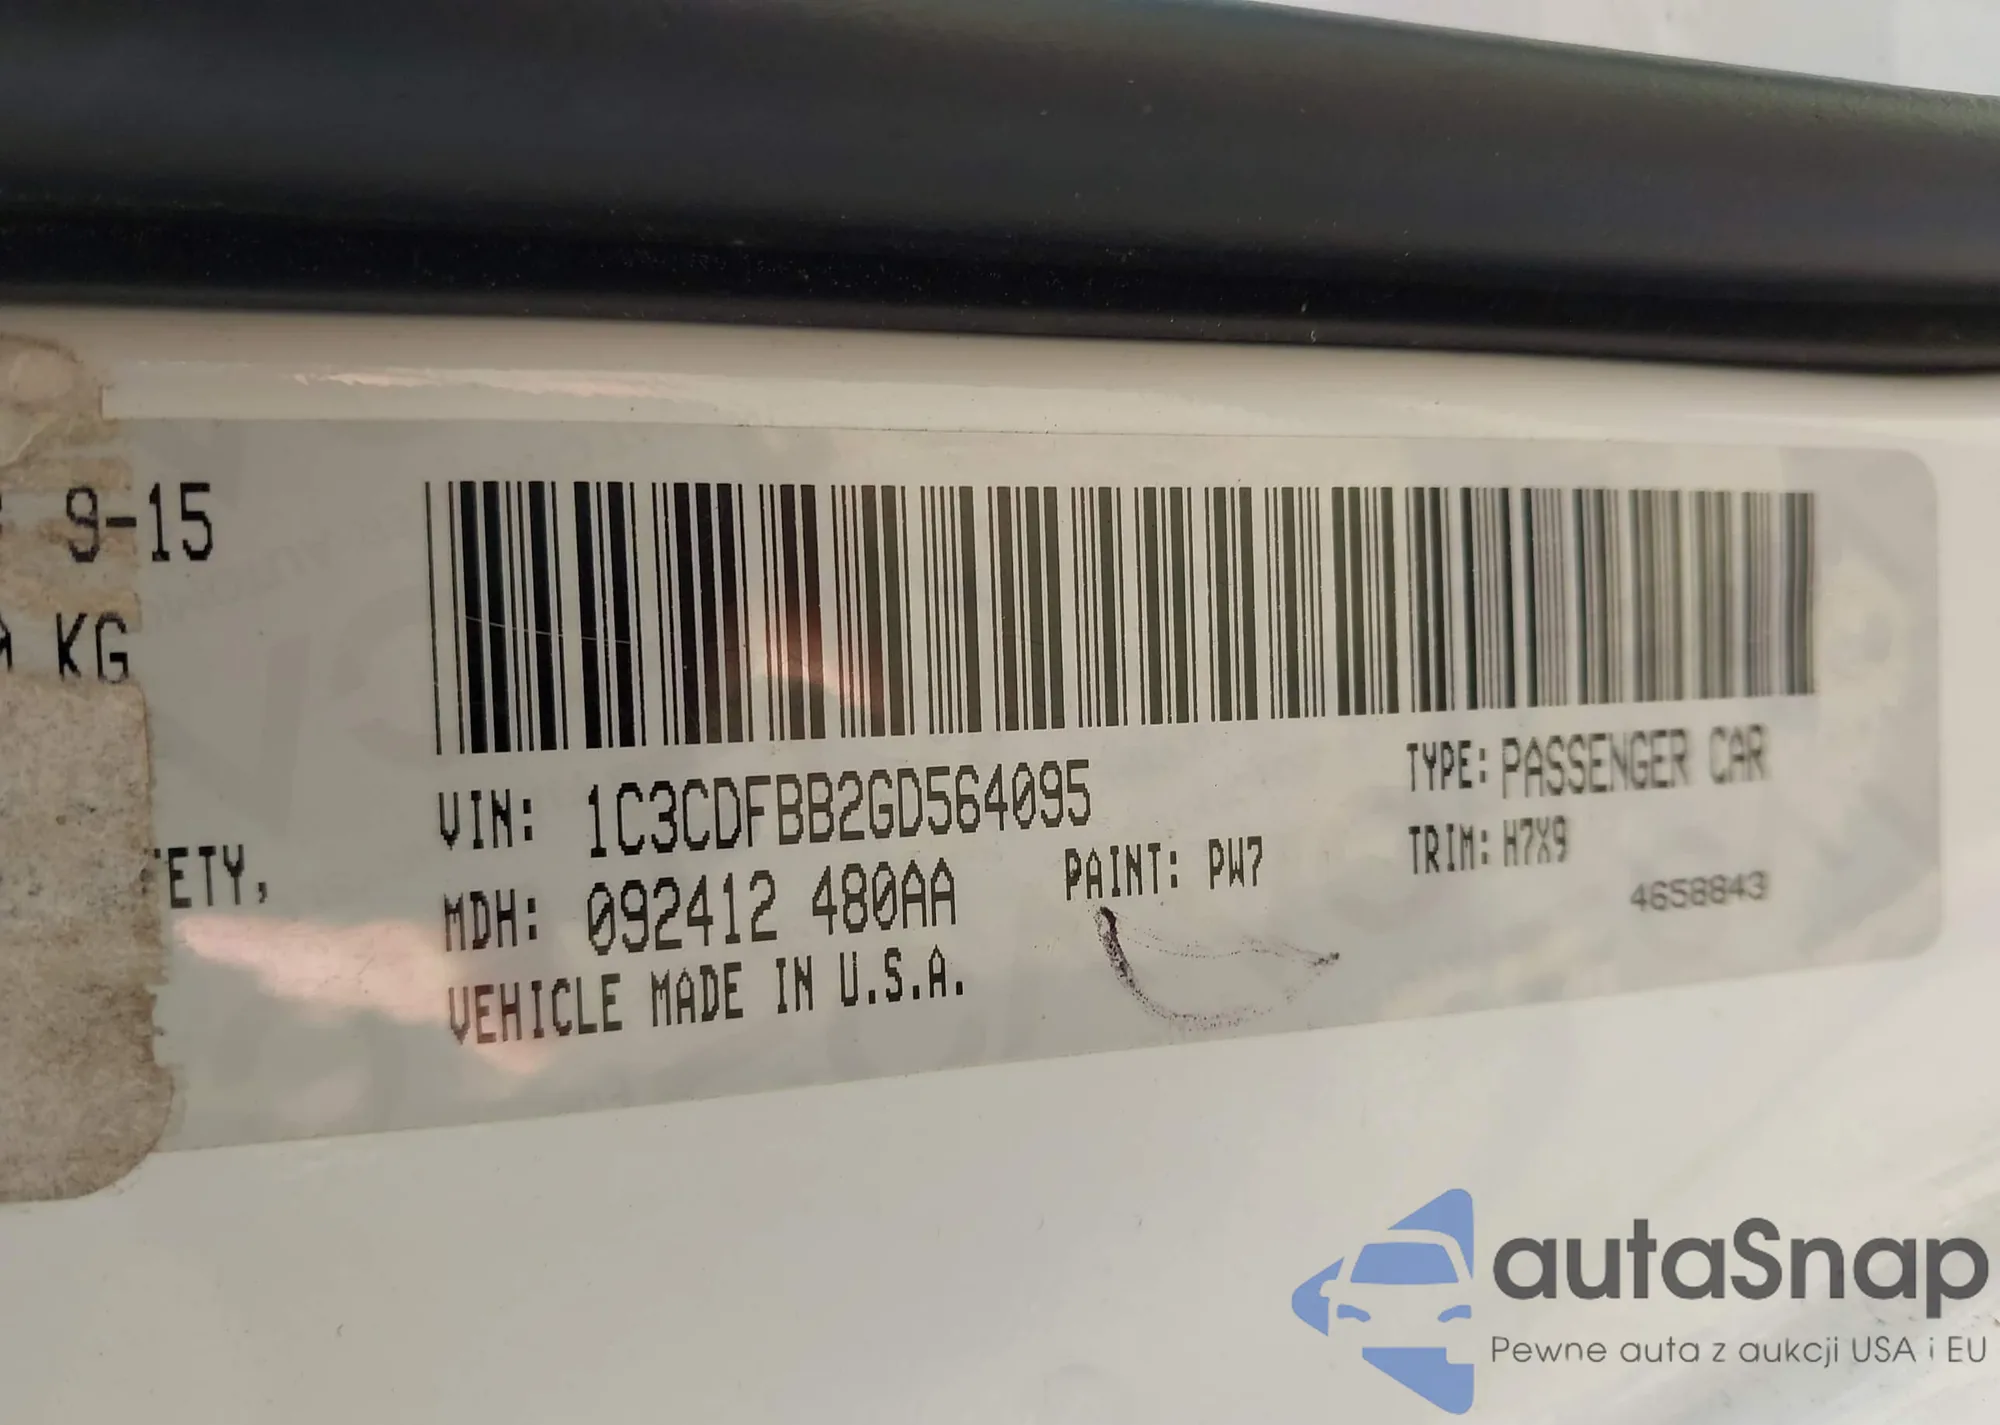 9-15
KG
ETY,
VIN: 1C3CDFBB2GD564095
TYPE: PASSENGER CAR
MDH: 092412 480AA
PAINT: PW7
TRIM: H7X9
VEHICLE MADE IN U.S.A.
4658843
autaSnap
Pewne auta z aukcji USA i EU